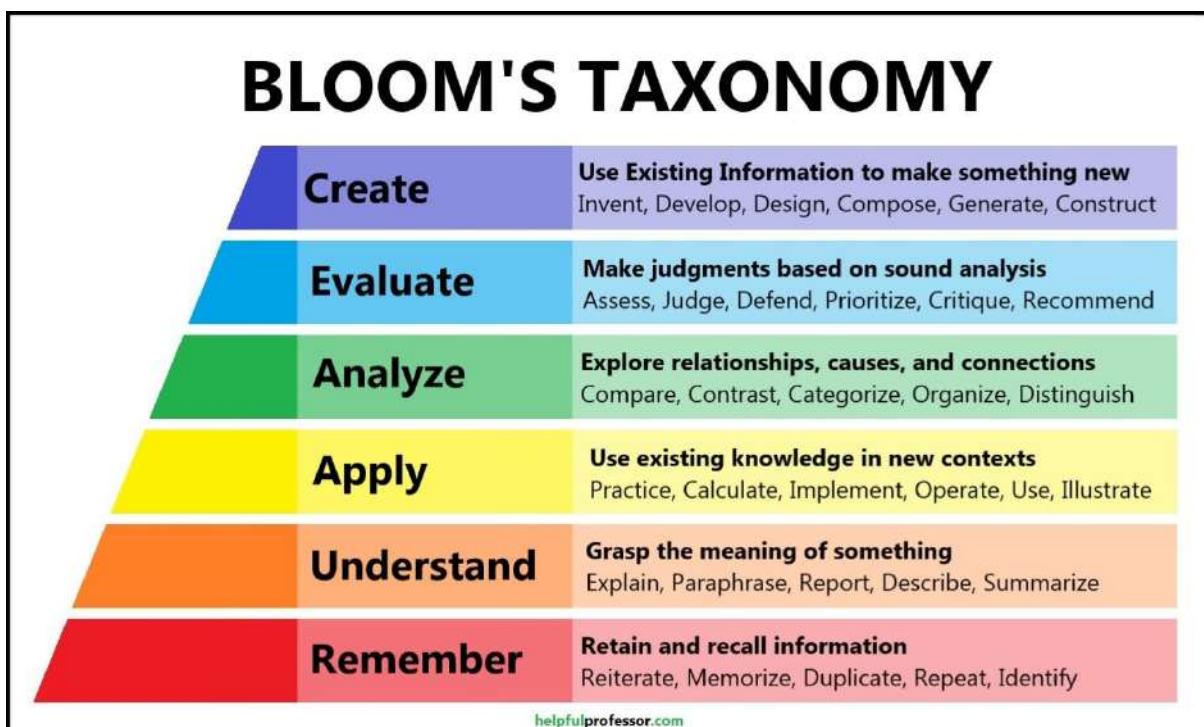 BLOOM'S TAXONOMY
Create
Use Existing Information to make something new
Invent, Develop, Design, Compose, Generate, Construct
Evaluate
Make judgments based on sound analysis
Assess, Judge, Defend, Prioritize, Critique, Recommend
Analyze
Explore relationships, causes, and connections
Compare, Contrast, Categorize, Organize, Distinguish
Apply
Use existing knowledge in new contexts
Practice, Calculate, Implement, Operate, Use, Illustrate
Understand
Grasp the meaning of something
Explain, Paraphrase, Report, Describe, Summarize
Remember
Retain and recall information
Reiterate, Memorize, Duplicate, Repeat, Identify
helpfulprofessor.com